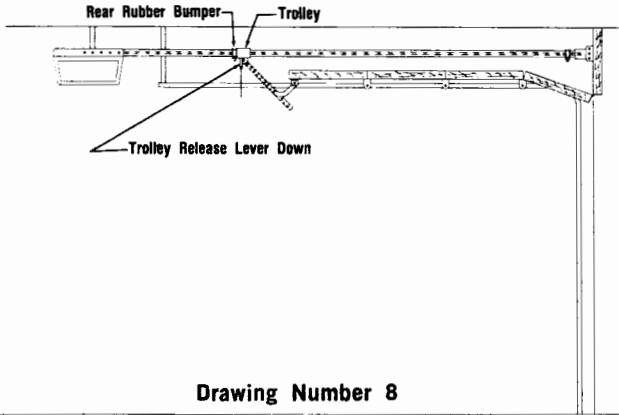 Rear Rubber Bumper
Trolley
Trolley Release Lever Down
Drawing Number 8